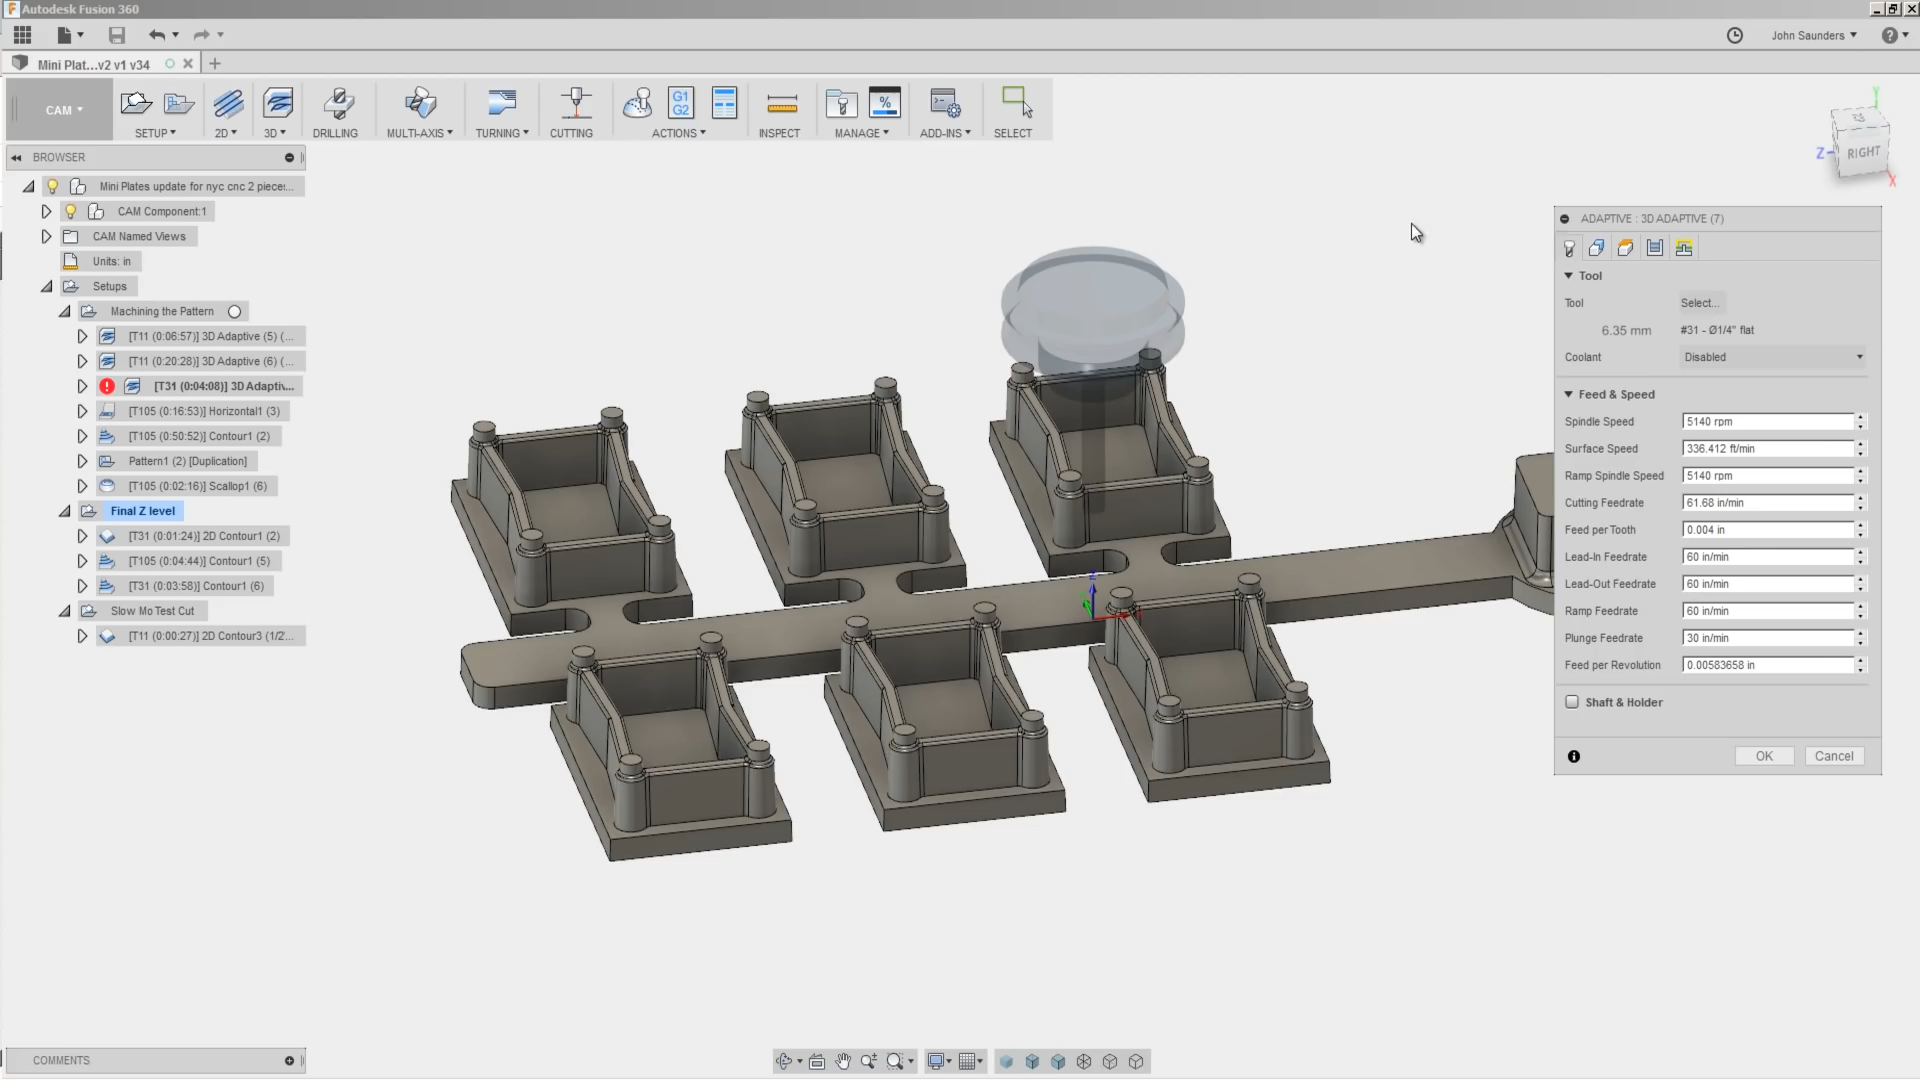 Autodesk Fusion 360
John Saunders
Mini Plat...v2 v1 v34
CAM
SETUP
2D
3D
DRILLING
MULTI-AXIS
TURNING
CUTTING
G1
G2
ACTIONS
INSPECT
%
MANAGE
ADD-INS
SELECT
Y
Z
RIGHT
X
BROWSER
Mini Plates update for nyc cnc 2 piece...
CAM Component:1
CAM Named Views
Units: in
Setups
Machining the Pattern
[T11 (0:06:57)] 3D Adaptive (5) (...
[T11 (0:20:28)] 3D Adaptive (6) (...
[T31 (0:04:08)] 3D Adaptiv...
[T105 (0:16:53)] Horizontal1 (3)
[T105 (0:50:52)] Contour1 (2)
Pattern1 (2) [Duplication]
[T105 (0:02:16)] Scallop1 (6)
Final Z level
[T31 (0:01:24)] 2D Contour1 (2)
[T105 (0:04:44)] Contour1 (5)
[T31 (0:03:58)] Contour1 (6)
Slow Mo Test Cut
[T11 (0:00:27)] 2D Contour3 (1/2...
Z
ADAPTIVE : 3D ADAPTIVE (7)
Tool
Tool Select...
6.35 mm #31 - Ø1/4" flat
Coolant Disabled
Feed & Speed
Spindle Speed 5140 rpm
Surface Speed 336.412 ft/min
Ramp Spindle Speed 5140 rpm
Cutting Feedrate 61.68 in/min
Feed per Tooth 0.004 in
Lead-In Feedrate 60 in/min
Lead-Out Feedrate 60 in/min
Ramp Feedrate 60 in/min
Plunge Feedrate 30 in/min
Feed per Revolution 0.00583658 in
Shaft & Holder
OK Cancel
COMMENTS